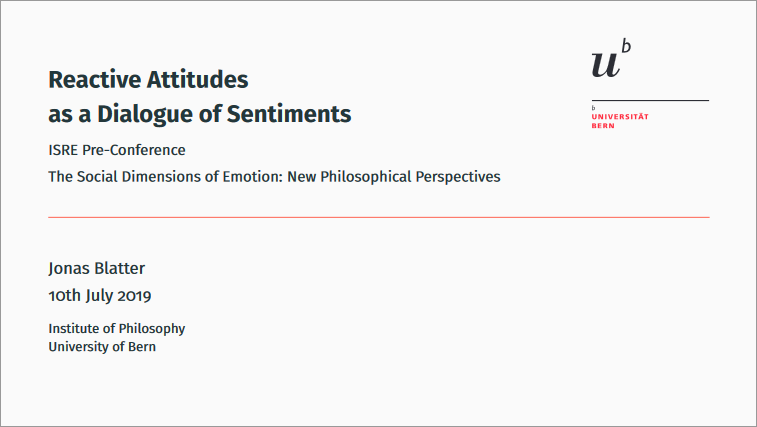 Reactive Attitudes
as a Dialogue of Sentiments
ISRE Pre-Conference
The Social Dimensions of Emotion: New Philosophical Perspectives
u b
b
UNIVERSITÄT
BERN
Jonas Blatter
10th July 2019
Institute of Philosophy
University of Bern